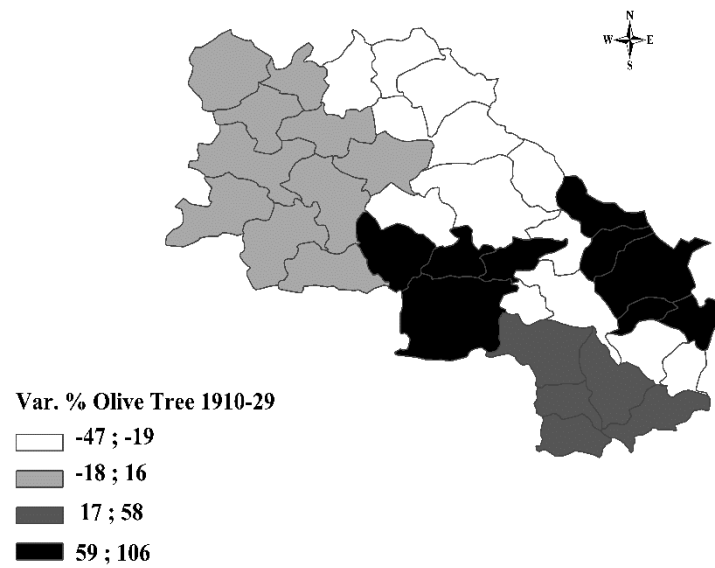 N
W E
S
Var. % Olive Tree 1910-29
-47 ; -19
-18 ; 16
17 ; 58
59 ; 106